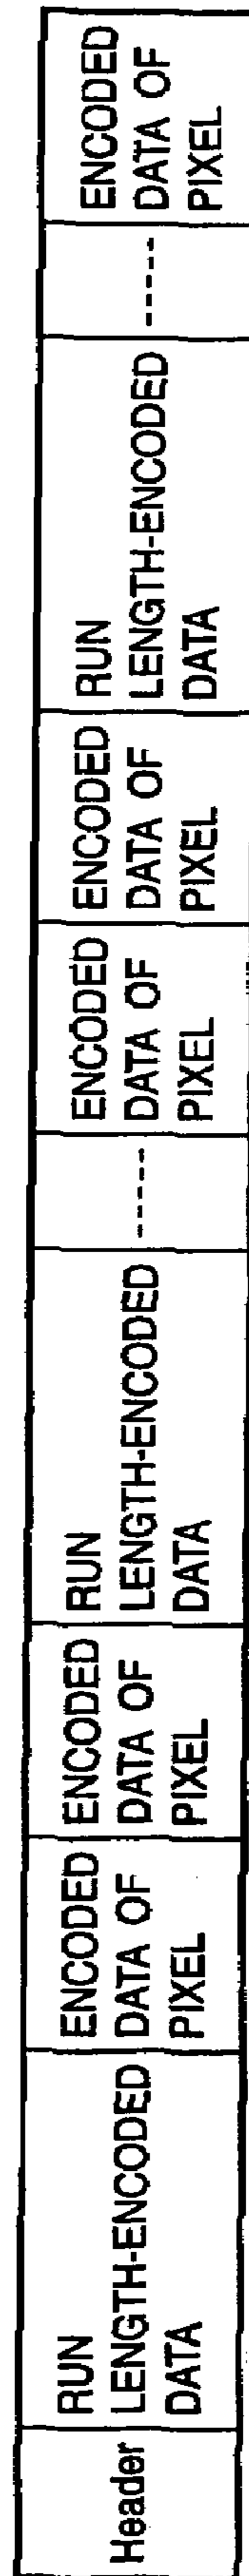 Header
RUN
LENGTH-ENCODED
DATA
ENCODED
DATA OF
PIXEL
ENCODED
DATA OF
PIXEL
RUN
LENGTH-ENCODED
DATA
-----
ENCODED
DATA OF
PIXEL
ENCODED
DATA OF
PIXEL
RUN
LENGTH-ENCODED
DATA
-----
ENCODED
DATA OF
PIXEL